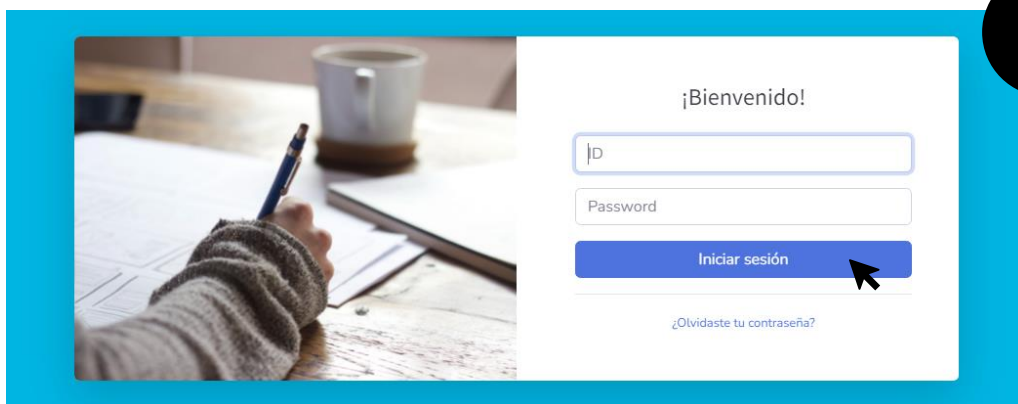 ¡Bienvenido!
ID
Password
Iniciar sesión
¿Olvidaste tu contraseña?